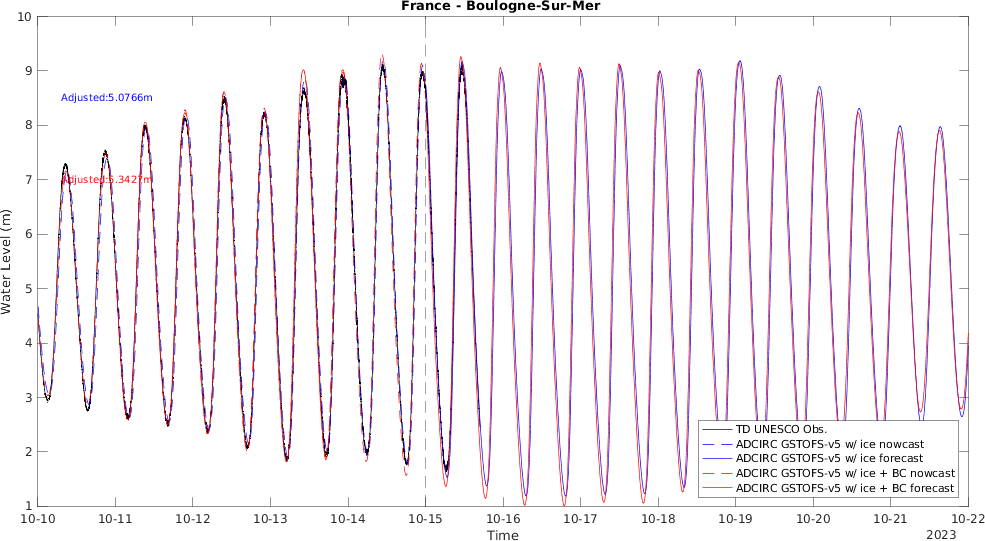 France - Boulogne-Sur-Mer
10
9
8
7
6
5
4
3
2
1
Water Level (m)
Adjusted:5.0766m
Adjusted:5.3427m
TD UNESCO Obs.
ADCIRC GSTOFS-v5 w/ ice nowcast
ADCIRC GSTOFS-v5 w/ ice forecast
ADCIRC GSTOFS-v5 w/ ice + BC nowcast
ADCIRC GSTOFS-v5 w/ ice + BC forecast
10-10 10-11 10-12 10-13 10-14 10-15 10-16 10-17 10-18 10-19 10-20 10-21 10-22
Time
2023